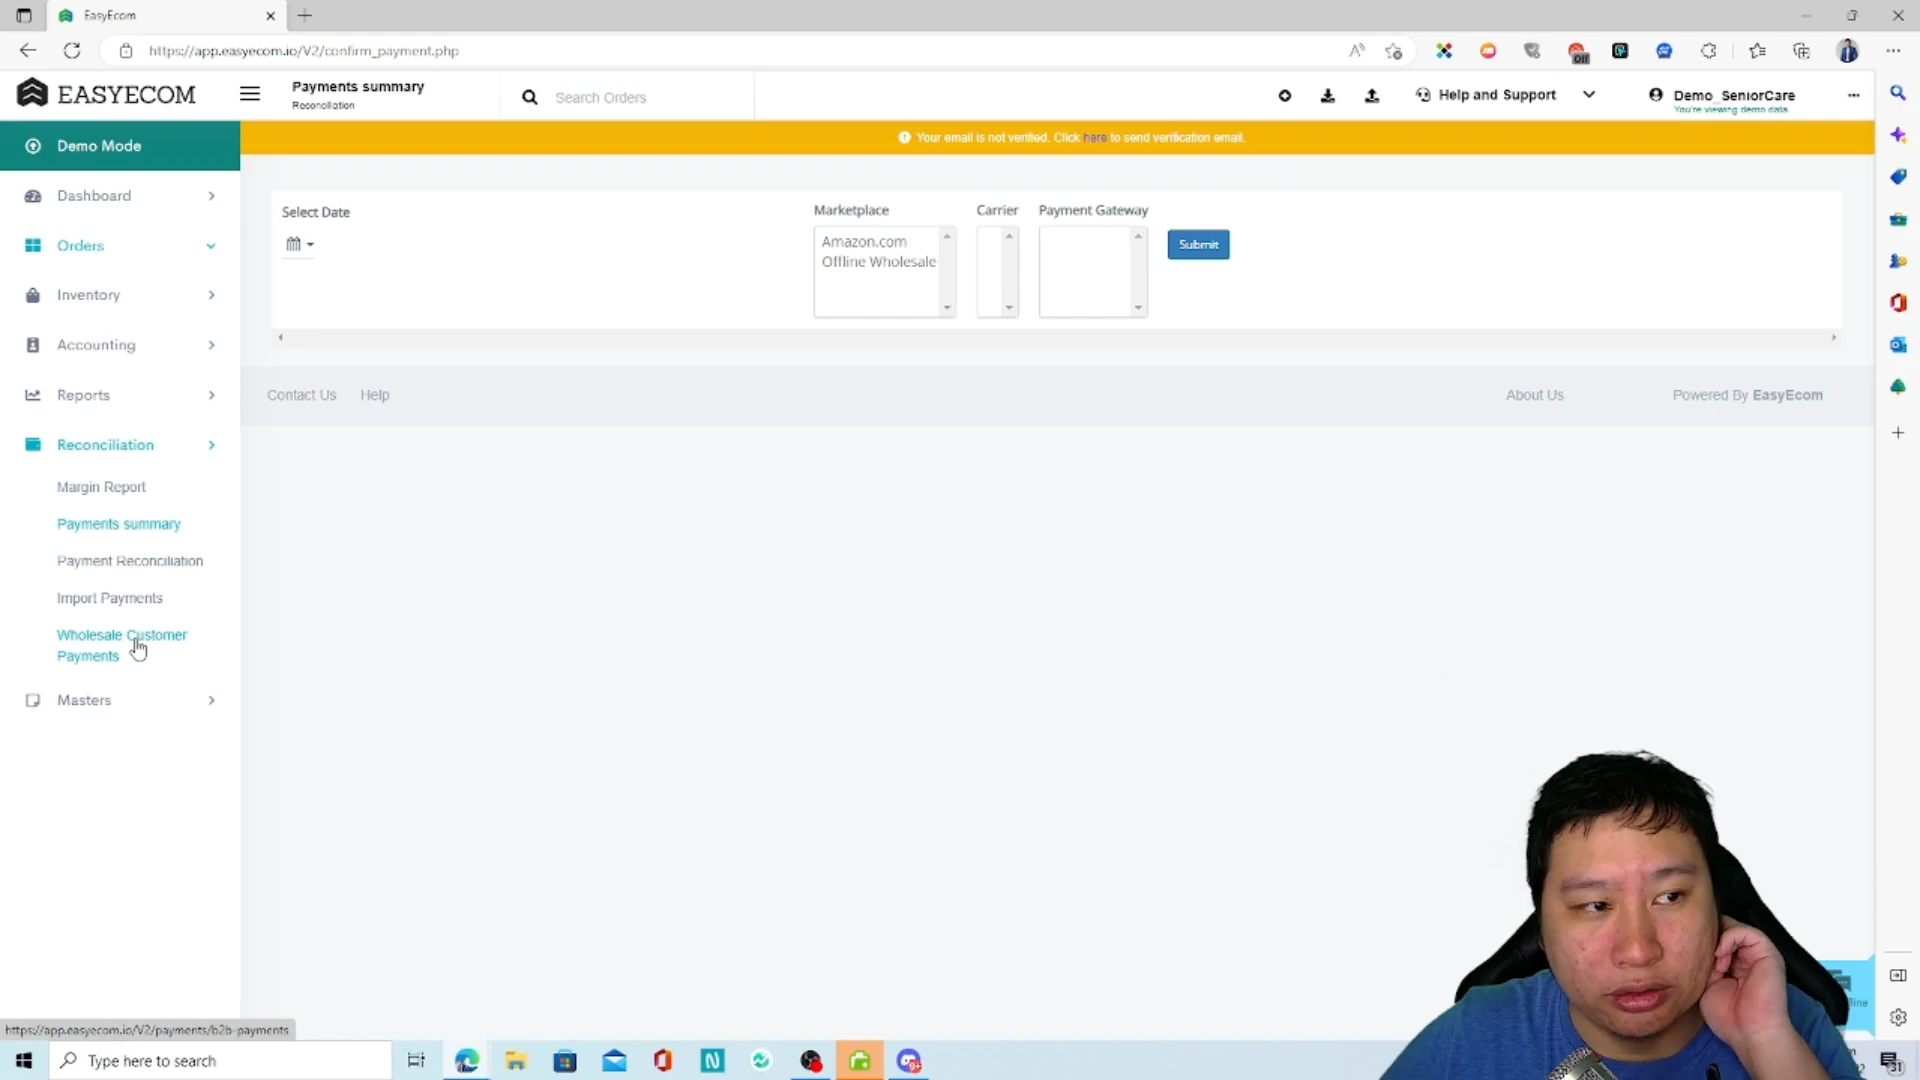 EasyEcom
https://app.easyecom.io/V2/confirm_payment.php
EASYECOM
Payments summary
Reconciliation
Search Orders
Help and Support
Demo_SeniorCare
You're viewing demo data
Your email is not verified. Click here to send verification email.
Demo Mode
Dashboard
Orders
Inventory
Accounting
Reports
Reconciliation
Margin Report
Payments summary
Payment Reconciliation
Import Payments
Wholesale Customer
Payments
Masters
Select Date
Marketplace
Carrier
Payment Gateway
Amazon.com
Offline Wholesale
Submit
Contact Us
Help
About Us
Powered By EasyEcom
https://app.easyecom.io/V2/payments/b2b-payments
Type here to search